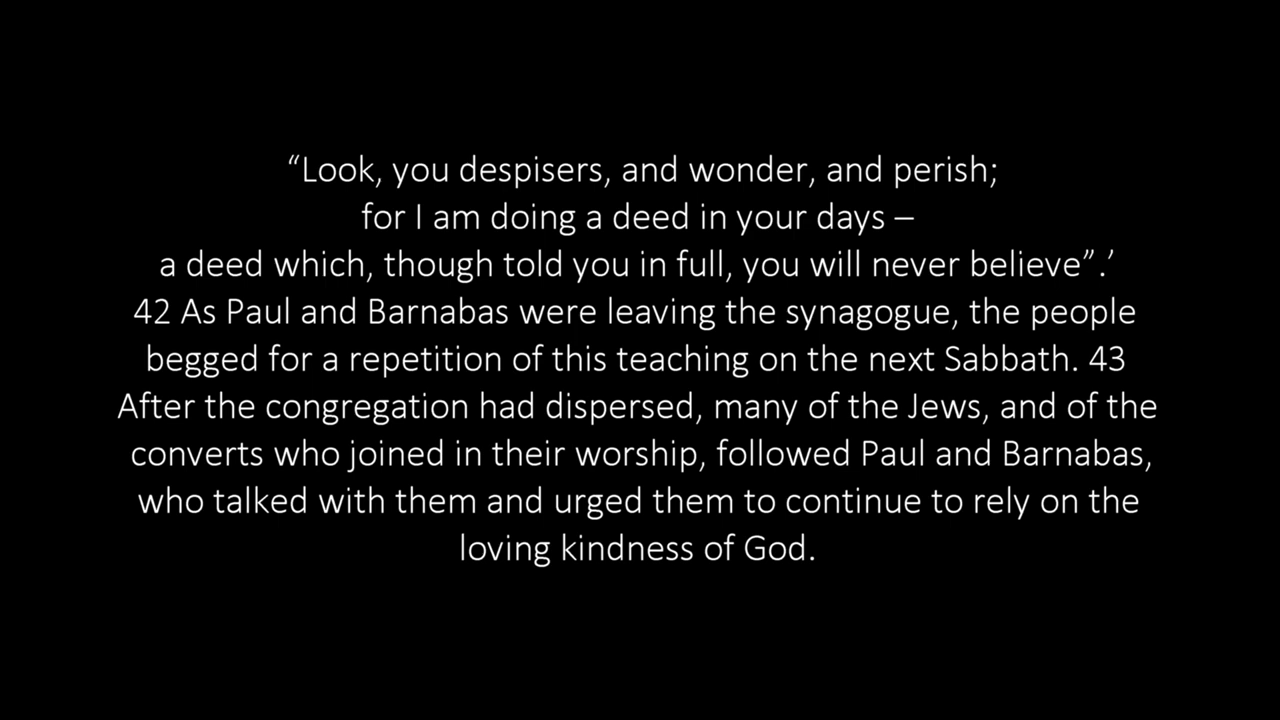 “Look, you despisers, and wonder, and perish;
for I am doing a deed in your days –
a deed which, though told you in full, you will never believe”.’
42 As Paul and Barnabas were leaving the synagogue, the people
begged for a repetition of this teaching on the next Sabbath. 43
After the congregation had dispersed, many of the Jews, and of the
converts who joined in their worship, followed Paul and Barnabas,
who talked with them and urged them to continue to rely on the
loving kindness of God.